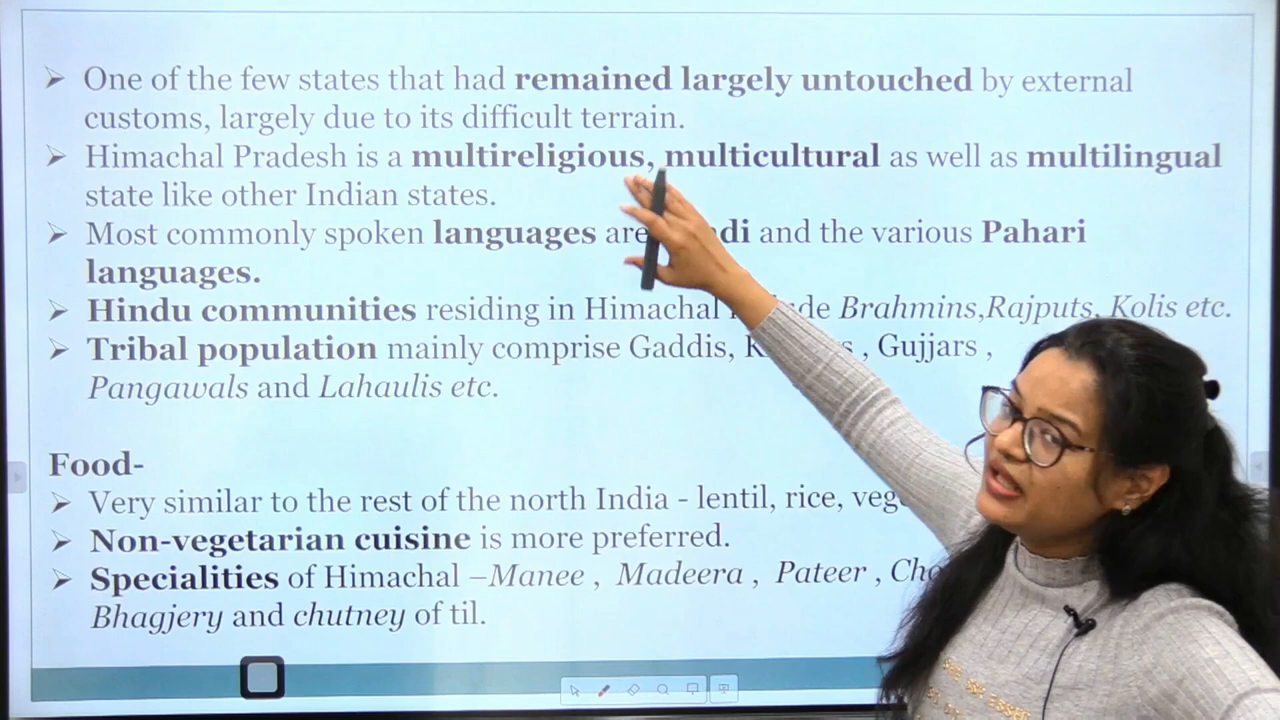 ➢ One of the few states that had remained largely untouched by external
customs, largely due to its difficult terrain.
➢ Himachal Pradesh is a multireligious, multicultural as well as multilingual
state like other Indian states.
➢ Most commonly spoken languages are and the various Pahari
languages.
➢ Hindu communities residing in Himachal Brahmins,Rajputs, Kolis etc.
➢ Tribal population mainly comprise Gaddis, , Gujjars ,
Pangawals and Lahaulis etc.
Food-
➢ Very similar to the rest of the north India - lentil, rice,
➢ Non-vegetarian cuisine is more preferred.
➢ Specialities of Himachal –Manee , Madeera , Pateer ,
Bhagjery and chutney of til.